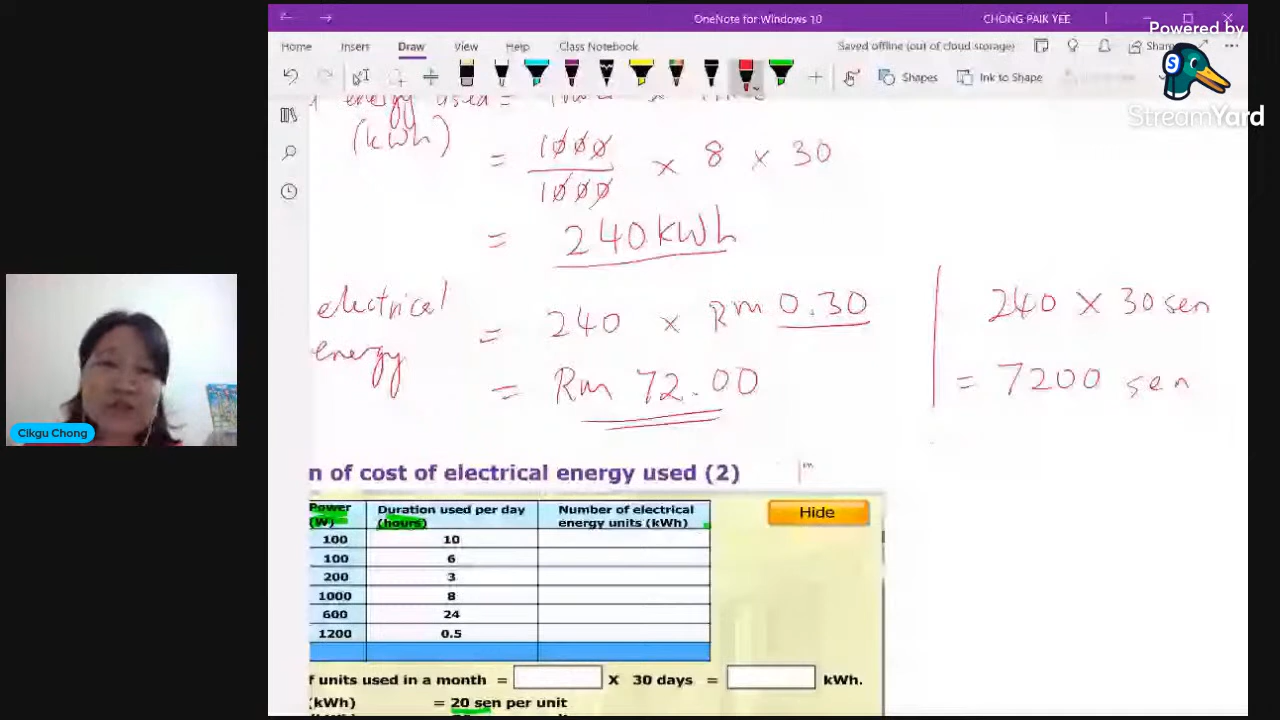 OneNote for Windows 10
CHONG PAIK YEE
Powered by
StreamYard
Home Insert Draw View Help Class Notebook
Saved offline (out of cloud storage) Share
Shapes Ink to Shape
energy used =
(kWh)
= 1000 / 1000 × 8 × 30
= 240 kWh
electrical
energy
= 240 × Rm 0.30
= Rm 72.00
240 × 30 sen
= 7200 sen
Cikgu Chong
n of cost of electrical energy used (2)
Hide
Power (W) Duration used per day (hours) Number of electrical energy units (kWh)
100 10
100 6
200 3
1000 8
600 24
1200 0.5
f units used in a month = X 30 days = kWh.
(kWh) = 20 sen per unit